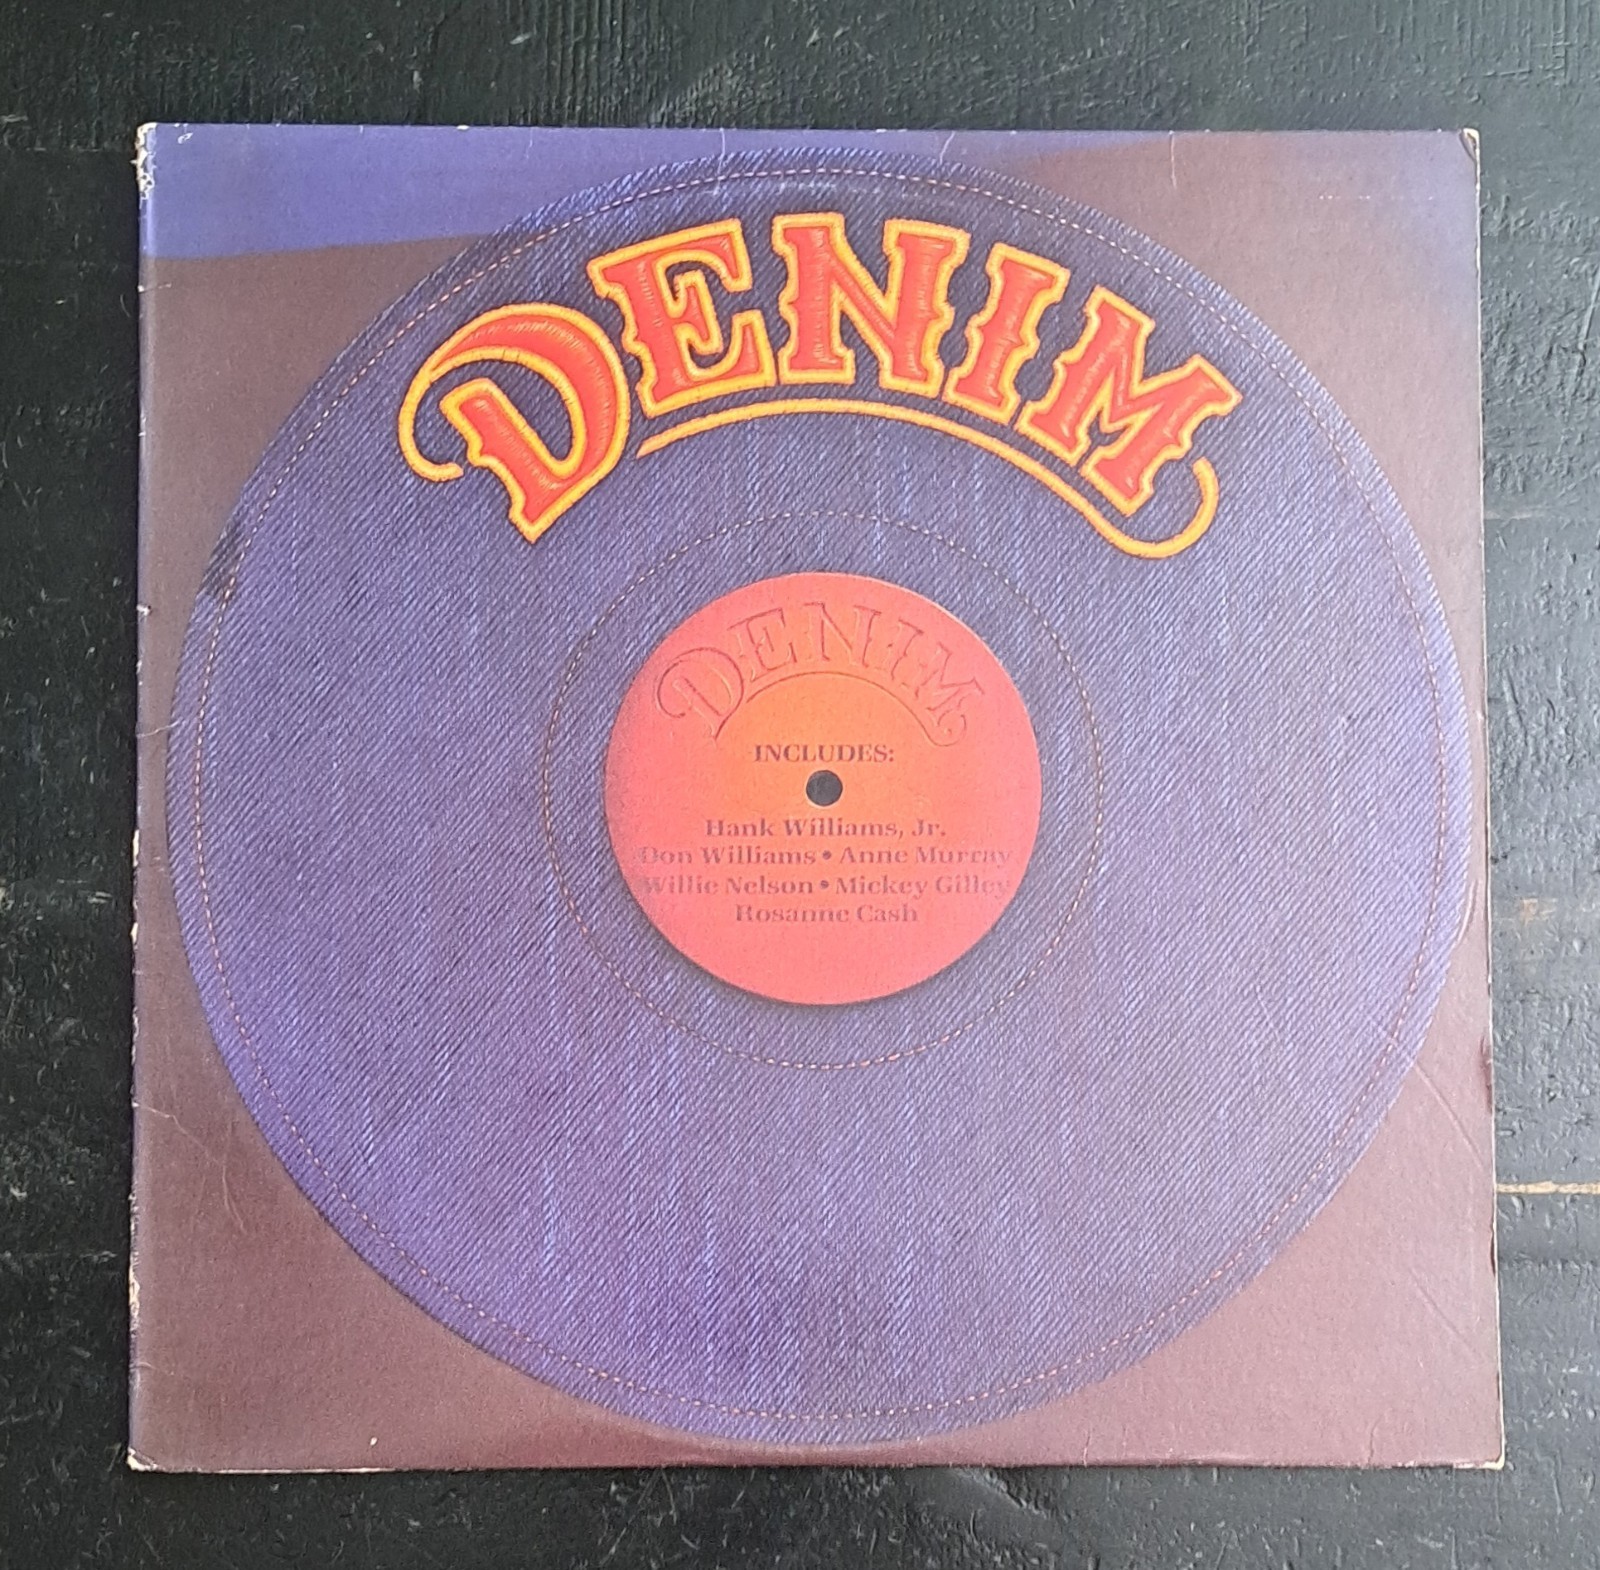 DENIM
DENIM
INCLUDES:
Hank Williams, Jr.
Don Williams • Anne Murray
Willie Nelson • Mickey Gilley
Rosanne Cash